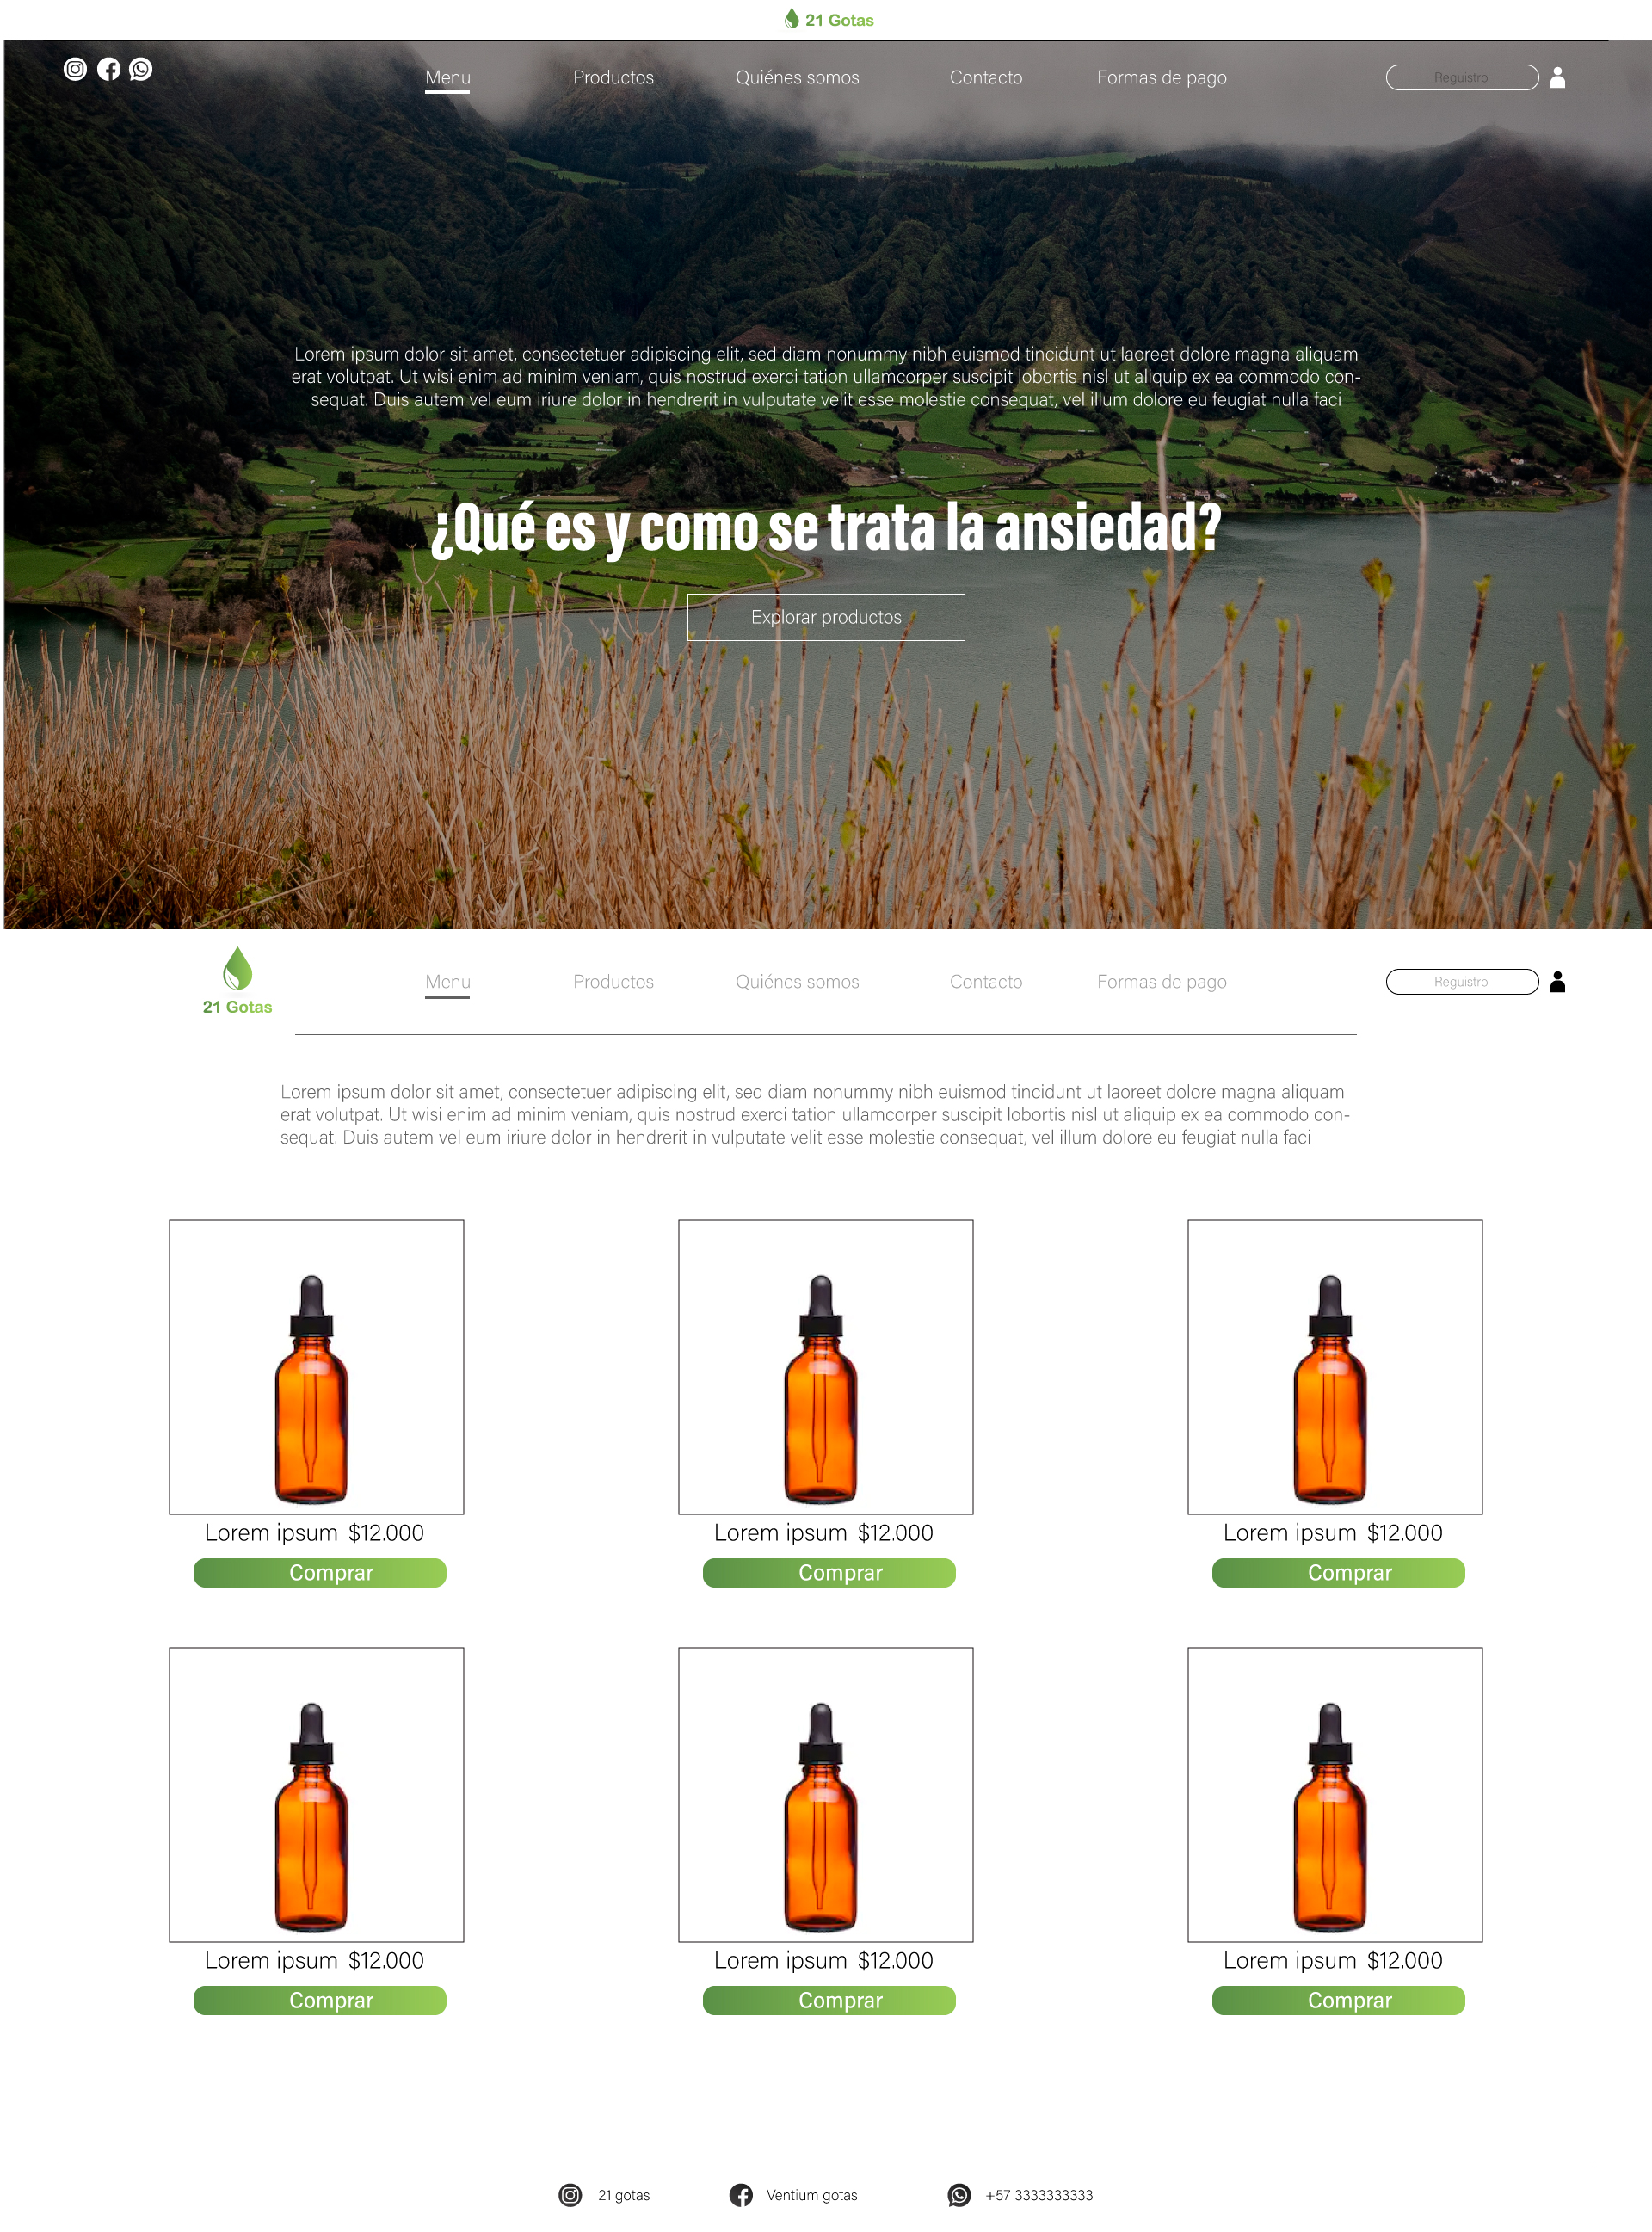 21 Gotas
Menu Productos Quiénes somos Contacto Formas de pago Reguistro
Lorem ipsum dolor sit amet, consectetuer adipiscing elit, sed diam nonummy nibh euismod tincidunt ut laoreet dolore magna aliquam
erat volutpat. Ut wisi enim ad minim veniam, quis nostrud exerci tation ullamcorper suscipit lobortis nisl ut aliquip ex ea commodo con-
sequat. Duis autem vel eum iriure dolor in hendrerit in vulputate velit esse molestie consequat, vel illum dolore eu feugiat nulla faci
¿Qué es y como se trata la ansiedad?
Explorar productos
21 Gotas
Menu Productos Quiénes somos Contacto Formas de pago Reguistro
Lorem ipsum dolor sit amet, consectetuer adipiscing elit, sed diam nonummy nibh euismod tincidunt ut laoreet dolore magna aliquam
erat volutpat. Ut wisi enim ad minim veniam, quis nostrud exerci tation ullamcorper suscipit lobortis nisl ut aliquip ex ea commodo con-
sequat. Duis autem vel eum iriure dolor in hendrerit in vulputate velit esse molestie consequat, vel illum dolore eu feugiat nulla faci
Lorem ipsum $12.000 Lorem ipsum $12.000 Lorem ipsum $12.000
Comprar Comprar Comprar
Lorem ipsum $12.000 Lorem ipsum $12.000 Lorem ipsum $12.000
Comprar Comprar Comprar
21 gotas Ventium gotas +57 3333333333